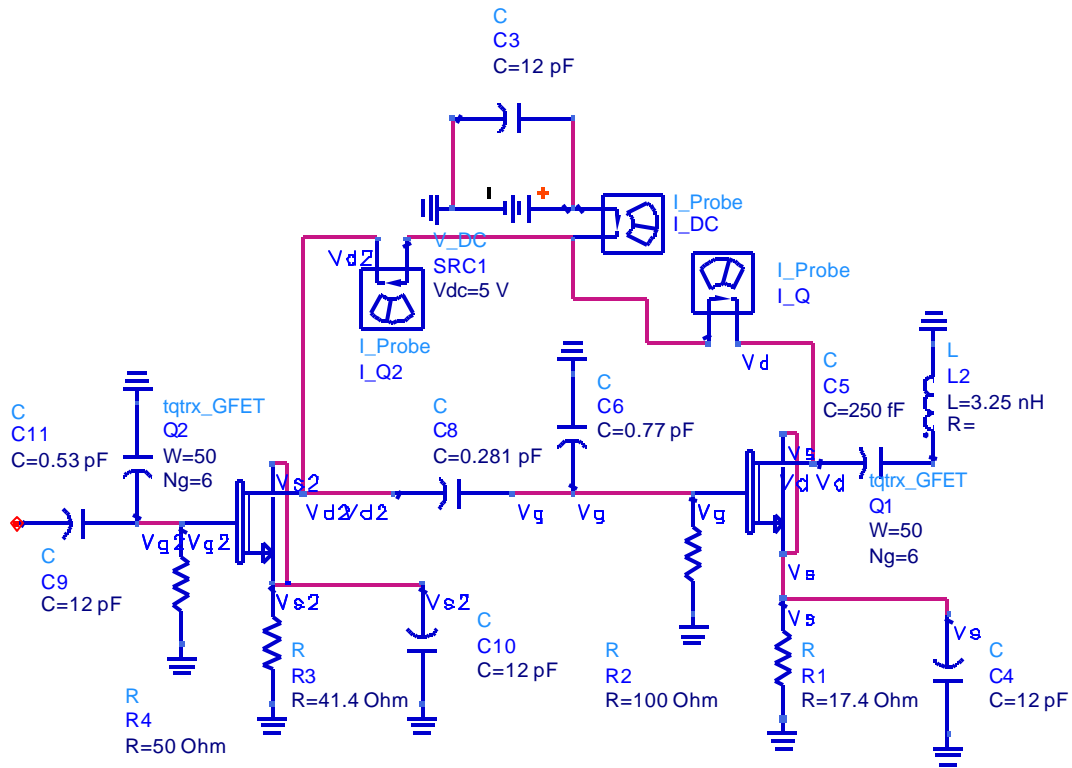 C
C3
C=12 pF
I_Probe
I_DC
V_DC
SRC1
Vdc=5 V
Vd2
I_Probe
I_Q2
I_Probe
I_Q
Vd
C
C5
C=250 fF
L
L2
L=3.25 nH
R=
C
C11
C=0.53 pF
tqtrx_GFET
Q2
W=50
Ng=6
C
C8
C=0.281 pF
C
C6
C=0.77 pF
Vs2
Vd2
Vd2
Vg
Vg
Vg
Vs
Vd
Vd
tqtrx_GFET
Q1
W=50
Ng=6
Vg2
Vg2
C
C9
C=12 pF
Vs2
Vs2
Vs
Vs
Vs
R
R4
R=50 Ohm
R
R3
R=41.4 Ohm
C
C10
C=12 pF
R
R2
R=100 Ohm
R
R1
R=17.4 Ohm
C
C4
C=12 pF